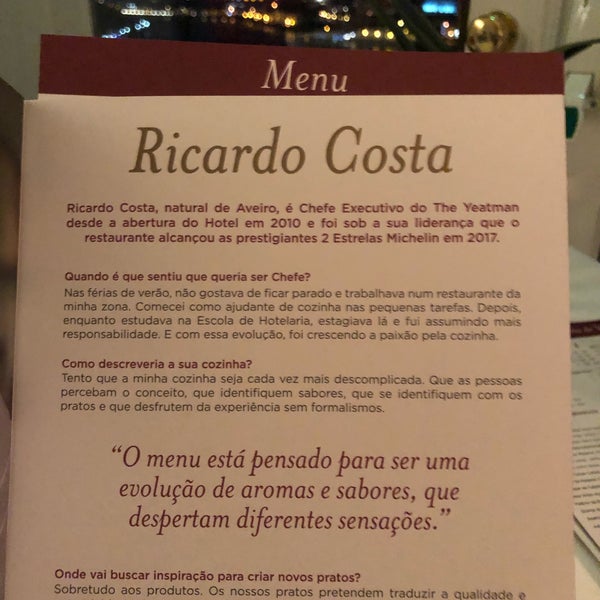 Menu
Ricardo Costa
Ricardo Costa, natural de Aveiro, é Chefe Executivo do The Yeatman
desde a abertura do Hotel em 2010 e foi sob a sua liderança que o
restaurante alcançou as prestigiantes 2 Estrelas Michelin em 2017.
Quando é que sentiu que queria ser Chefe?
Nas férias de verão, não gostava de ficar parado e trabalhava num restaurante da
minha zona. Comecei como ajudante de cozinha nas pequenas tarefas. Depois,
enquanto estudava na Escola de Hotelaria, estagiava lá e fui assumindo mais
responsabilidade. E com essa evolução, foi crescendo a paixão pela cozinha.
Como descreveria a sua cozinha?
Tento que a minha cozinha seja cada vez mais descomplicada. Que as pessoas
percebam o conceito, que identifiquem sabores, que se identifiquem com os
pratos e que desfrutem da experiência sem formalismos.
“O menu está pensado para ser uma
evolução de aromas e sabores, que
despertam diferentes sensações.”
Onde vai buscar inspiração para criar novos pratos?
Sobretudo aos produtos. Os nossos pratos pretendem traduzir a qualidade e